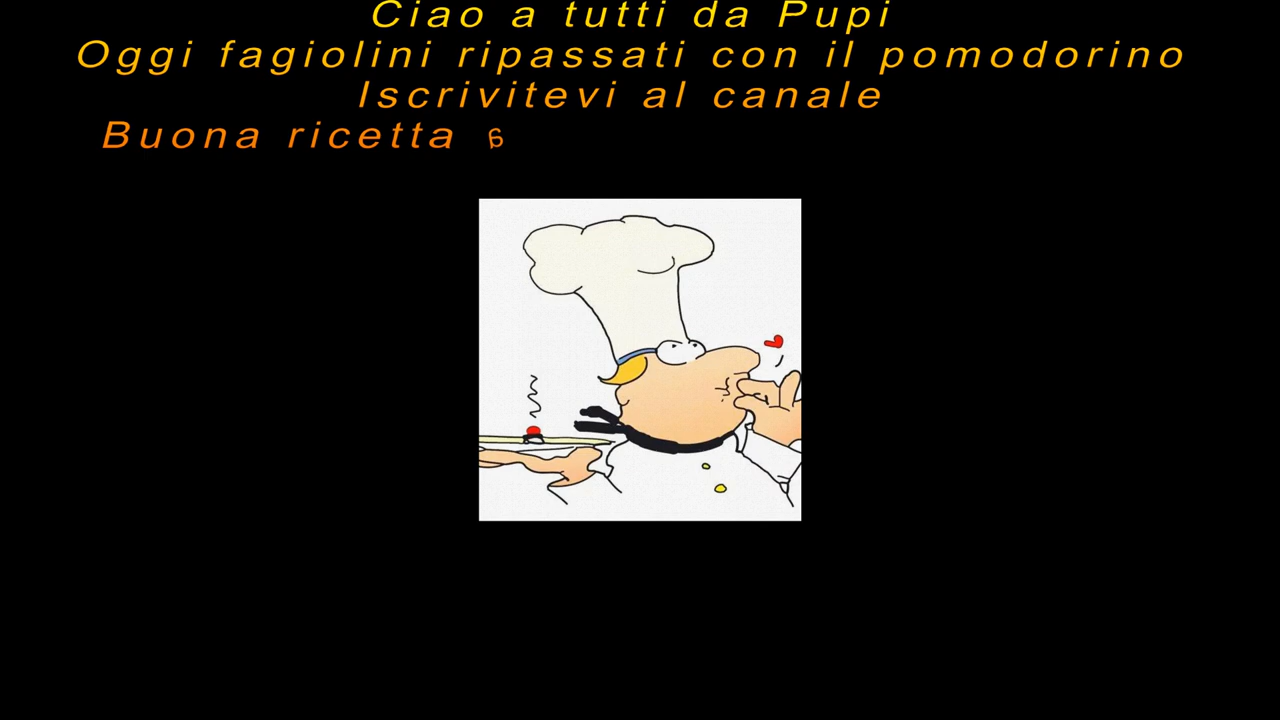 Ciao a tutti da Pupi
Oggi fagiolini ripassati con il pomodorino
Iscrivitevi al canale
Buona ricetta